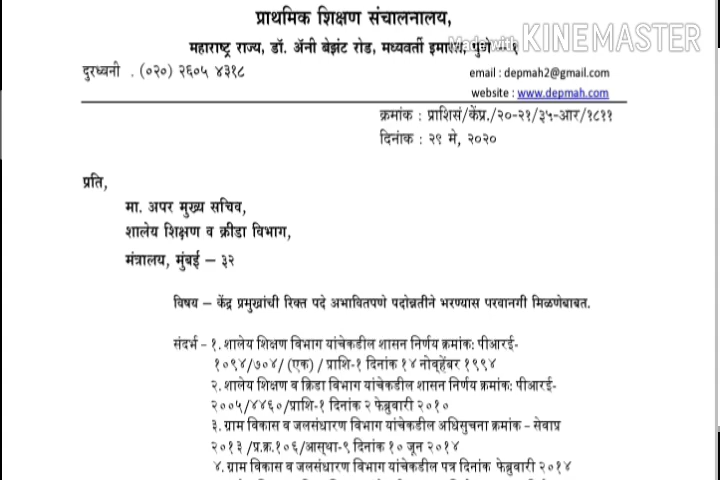 प्राथमिक शिक्षण संचालनालय,
महाराष्ट्र राज्य, डॉ. ॲनी बेझंट रोड, मध्यवर्ती इमारत, पुणे – १
Made with KINEMASTER
दुरध्वनी . (०२०) २६०५ ४३१८
email : depmah2@gmail.com
website : www.depmah.com
क्रमांक : प्राशिसं/केंप्र./२०-२१/३५-आर/१८११
दिनांक : २९ मे, २०२०
प्रति,
मा. अपर मुख्य सचिव,
शालेय शिक्षण व क्रीडा विभाग,
मंत्रालय, मुंबई – ३२
विषय – केंद्र प्रमुखांची रिक्त पदे अभावितपणे पदोन्नतीने भरण्यास परवानगी मिळणेबाबत.
संदर्भ - १. शालेय शिक्षण विभाग यांचेकडील शासन निर्णय क्रमांक: पीआरई-
१०९४/७०४/ (एक) / प्राशि-१ दिनांक १४ नोव्हेंबर १९९४
२. शालेय शिक्षण व क्रिडा विभाग यांचेकडील शासन निर्णय क्रमांक: पीआरई-
२००५/४४६०/प्राशि-१ दिनांक २ फेब्रुवारी २०१०
३. ग्राम विकास व जलसंधारण विभाग यांचेकडील अधिसुचना क्रमांक - सेवाप्र
२०१३ /प्र.क्र.१०६/आस्था-९ दिनांक १० जून २०१४
४. ग्राम विकास व जलसंधारण विभाग यांचेकडील पत्र दिनांक फेब्रुवारी २०१४